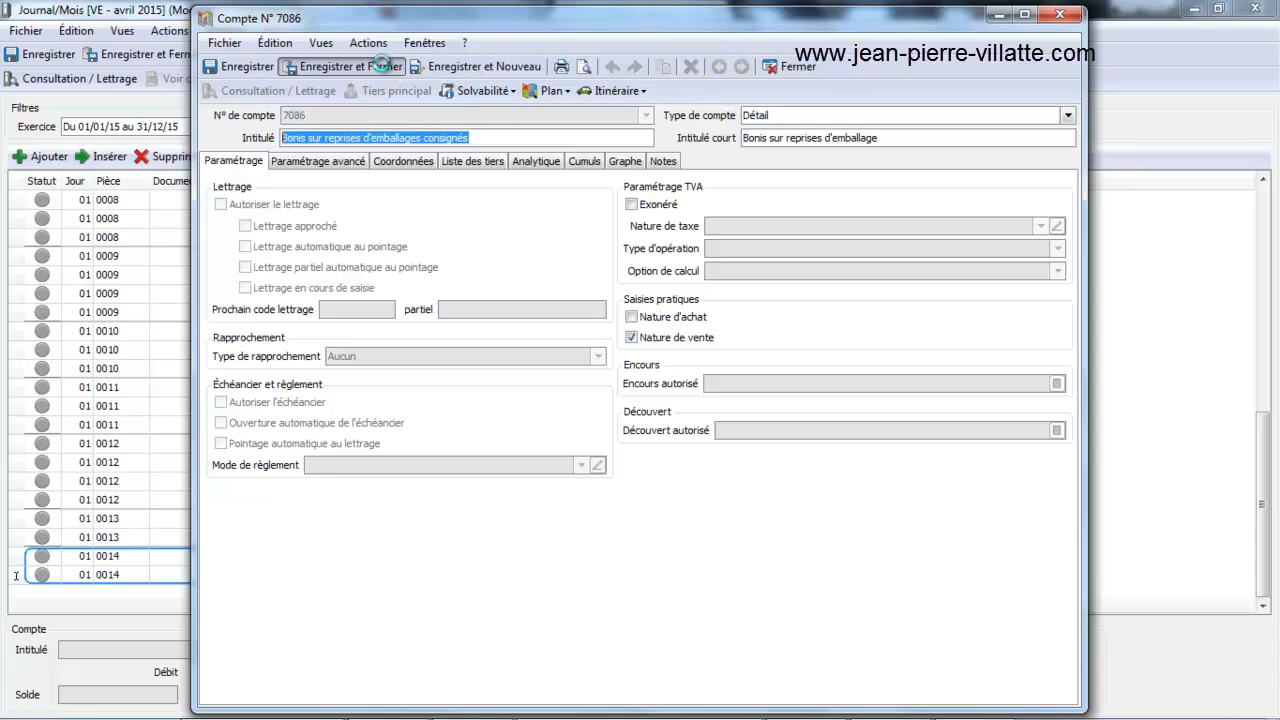 Journal/Mois [VE - avril 2015] (Mo
Fichier Édition Vues Actions
Enregistrer Enregistrer et Ferm
Consultation / Lettrage Voir
Filtres
Exercice Du 01/01/15 au 31/12/15
Ajouter Insérer Supprin
Statut Jour Pièce Documen
01 0008
01 0008
01 0008
01 0009
01 0009
01 0009
01 0009
01 0010
01 0010
01 0010
01 0011
01 0011
01 0011
01 0012
01 0012
01 0012
01 0012
01 0013
01 0013
01 0014
01 0014
Compte
Intitulé
Débit
Solde
Compte N° 7086
Fichier Édition Vues Actions Fenêtres ?
www.jean-pierre-villatte.com
Enregistrer Enregistrer et Fermer Enregistrer et Nouveau Fermer
Consultation / Lettrage Tiers principal Solvabilité Plan Itinéraire
N° de compte 7086 Type de compte Détail
Intitulé Bonis sur reprises d'emballages consignés Intitulé court Bonis sur reprises d'emballage
Paramétrage Paramétrage avancé Coordonnées Liste des tiers Analytique Cumuls Graphe Notes
Lettrage
Autoriser le lettrage
Lettrage approché
Lettrage automatique au pointage
Lettrage partiel automatique au pointage
Lettrage en cours de saisie
Prochain code lettrage partiel
Rapprochement
Type de rapprochement Aucun
Échéancier et règlement
Autoriser l'échéancier
Ouverture automatique de l'échéancier
Pointage automatique au lettrage
Mode de règlement
Paramétrage TVA
Exonéré
Nature de taxe
Type d'opération
Option de calcul
Saisies pratiques
Nature d'achat
Nature de vente
Encours
Encours autorisé
Découvert
Découvert autorisé